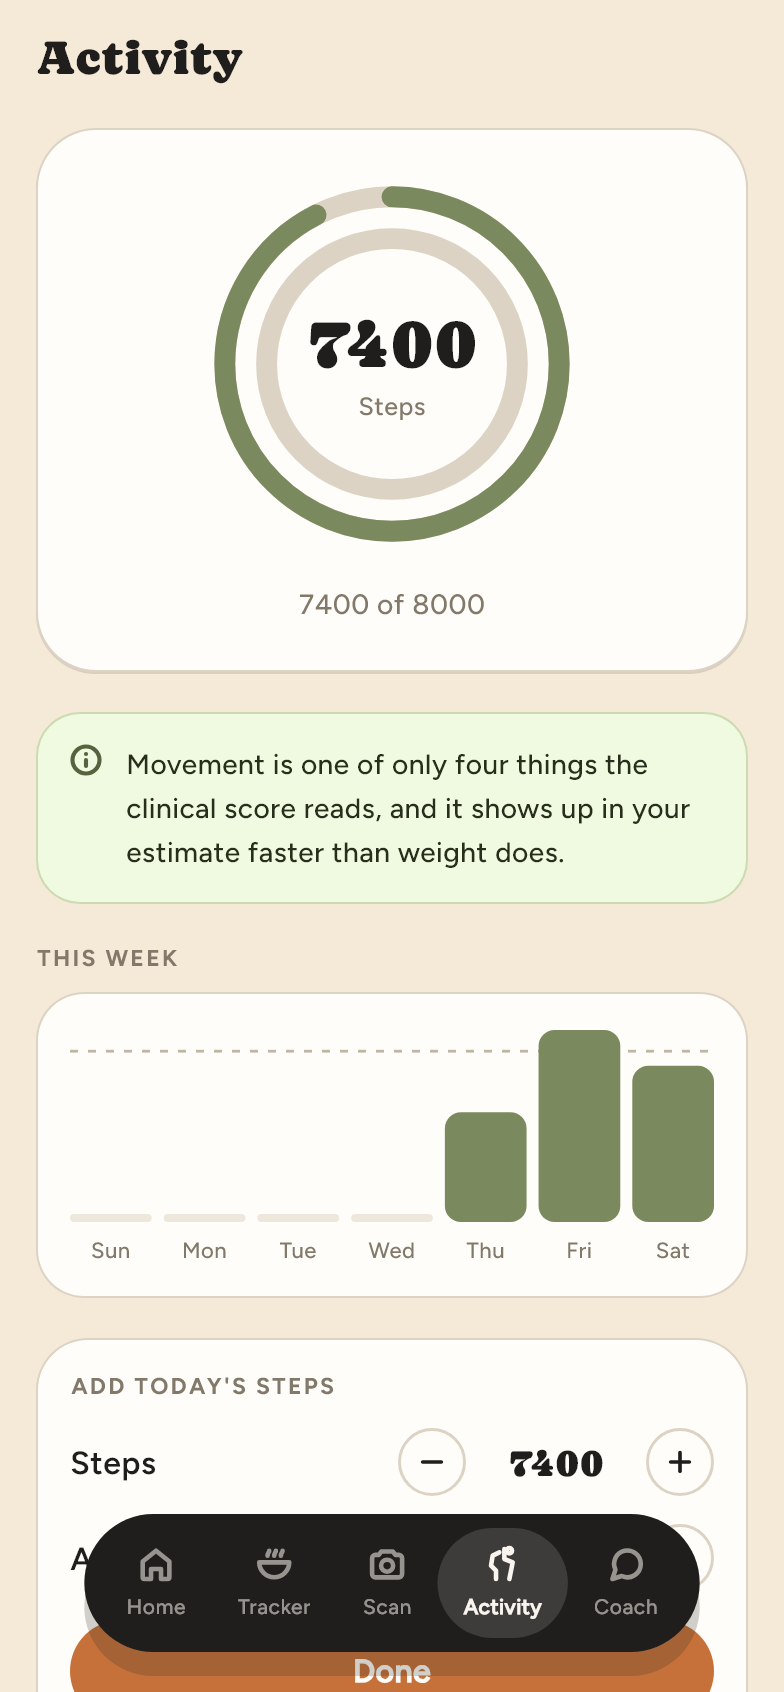 Activity
7400
Steps
7400 of 8000
Movement is one of only four things the
clinical score reads, and it shows up in your
estimate faster than weight does.
THIS WEEK
Sun Mon Tue Wed Thu Fri Sat
ADD TODAY'S STEPS
Steps − 7400 +
A
Home Tracker Scan Activity Coach
Done